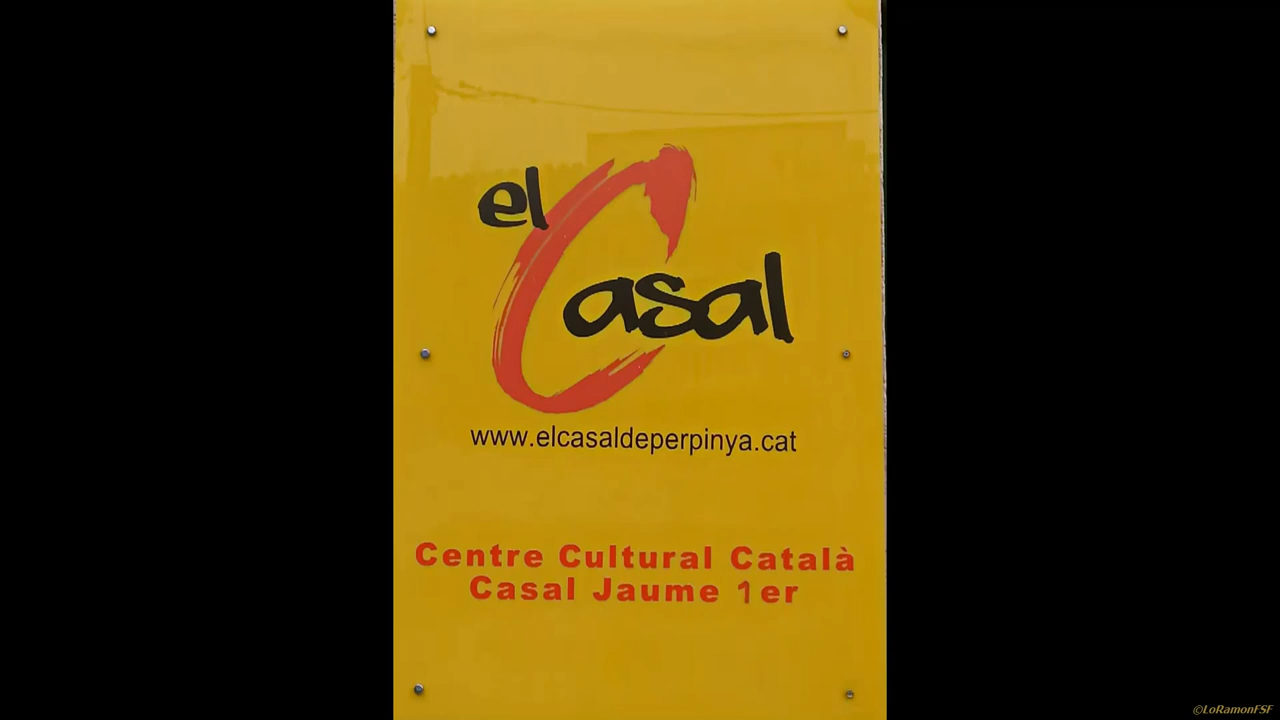 el
Casal
www.elcasaldeperpinya.cat
Centre Cultural Català
Casal Jaume 1er
©LoRamonFSF